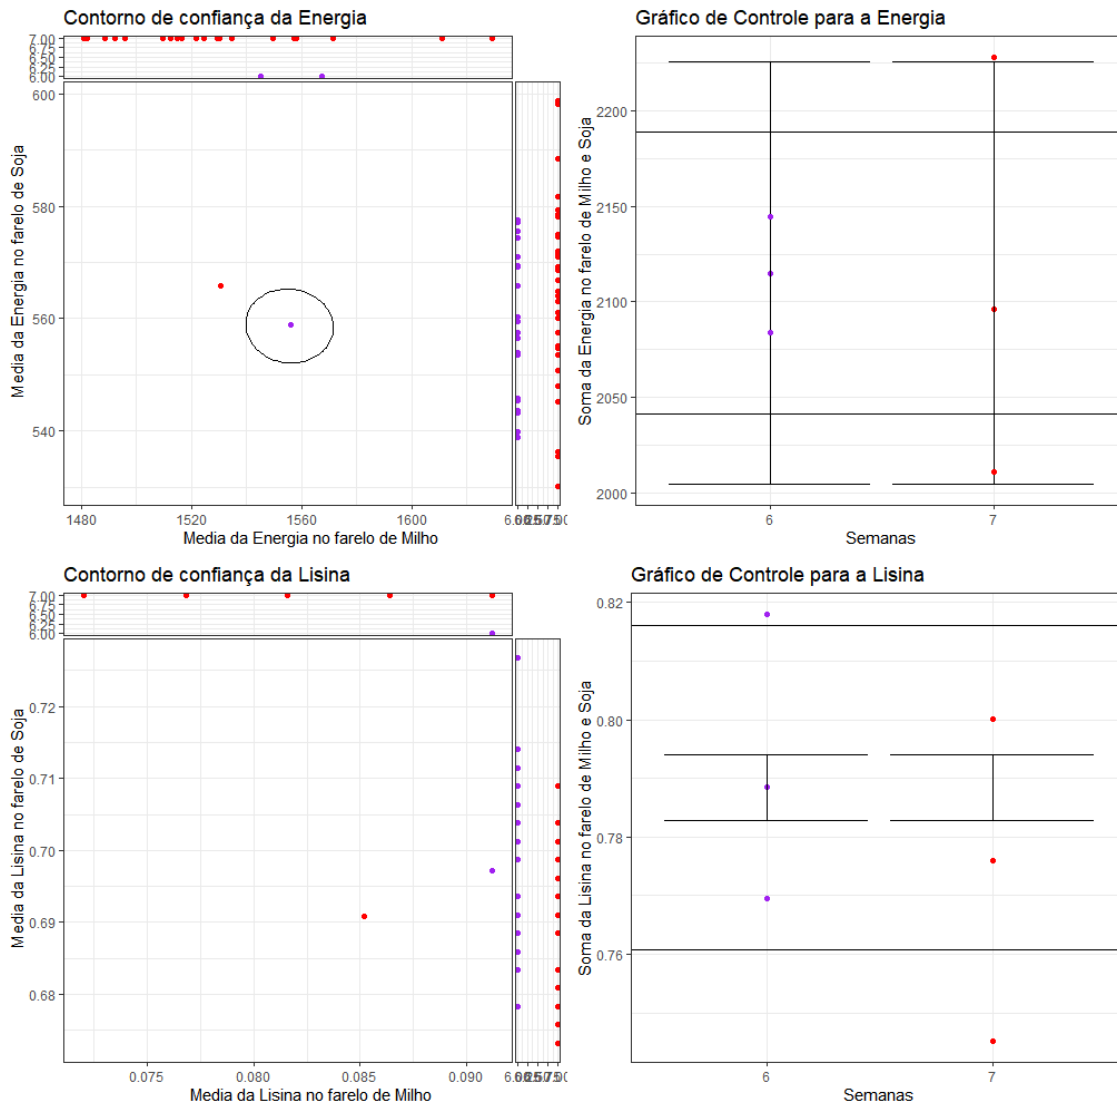 Contorno de confiança da Energia
7.00
6.75
6.50
6.25
6.00
600
580
560
540
Media da Energia no farelo de Soja
1480 1520 1560 1600
Media da Energia no farelo de Milho
Gráfico de Controle para a Energia
2200
2150
2100
2050
2000
Soma da Energia no farelo de Milho e Soja
6 7
Semanas
Contorno de confiança da Lisina
7.00
6.75
6.50
6.25
6.00
0.72
0.71
0.70
0.69
0.68
Media da Lisina no farelo de Soja
0.075 0.080 0.085 0.090
Media da Lisina no farelo de Milho
Gráfico de Controle para a Lisina
0.82
0.80
0.78
0.76
Soma da Lisina no farelo de Milho e Soja
6 7
Semanas